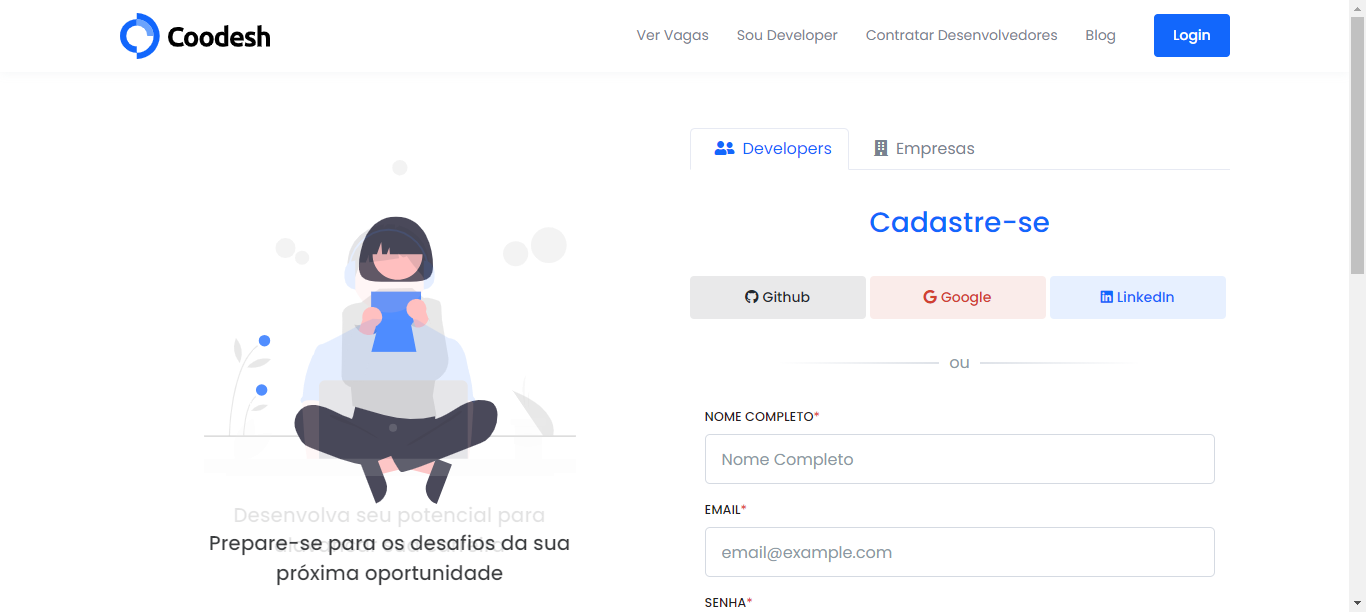 Coodesh
Ver Vagas
Sou Developer
Contratar Desenvolvedores
Blog
Login
Developers
Empresas
Cadastre-se
Github
Google
LinkedIn
ou
NOME COMPLETO*
Nome Completo
EMAIL*
email@example.com
SENHA*
Desenvolva seu potencial para
Prepare-se para os desafios da sua
próxima oportunidade